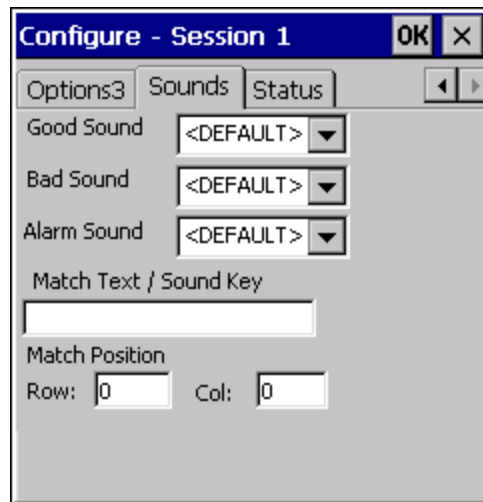 Configure - Session 1 OK ×
Options3 Sounds Status
Good Sound <DEFAULT>
Bad Sound <DEFAULT>
Alarm Sound <DEFAULT>
Match Text / Sound Key
Match Position
Row: 0 Col: 0